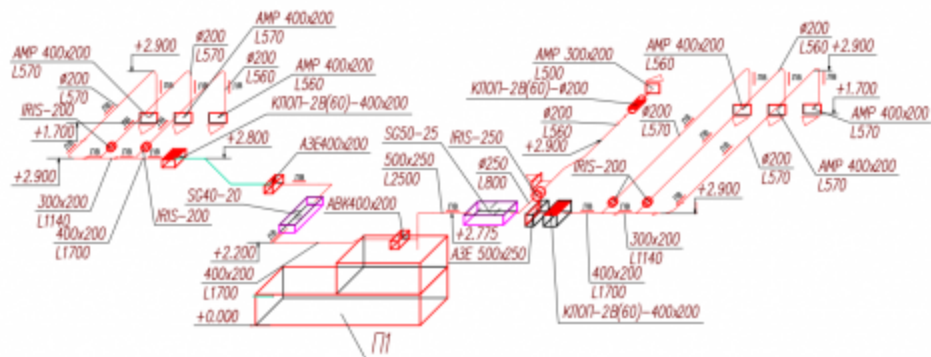 АМР 400х200
L570
ø200
L570
IRIS-200
+1.700
+2.900
300х200
L1140
400х200
L1700
IRIS-200
+2.900
ø200
L570
АМР 400х200
L570
ø200
L560
АМР 400х200
L560
КЛОП-2В(60)-400х200
+2.800
АЗЕ400х200
SG40-20
АВК400х200
+2.200
400х200
L1700
+0.000
П1
SG50-25
500х250
L2500
+2.775
IRIS-250
ø250
L800
АЗЕ 500х250
АМР 300х200
L500
КЛОП-2В(60)-ø200
ø200
L560
+2.900
ø200
L570
IRIS-200
АМР 400х200
L560
ø200
L560
+2.900
+1.700
АМР 400х200
L570
АМР 400х200
L570
ø200
L570
+2.900
300х200
L1140
400х200
L1700
КЛОП-2В(60)-400х200